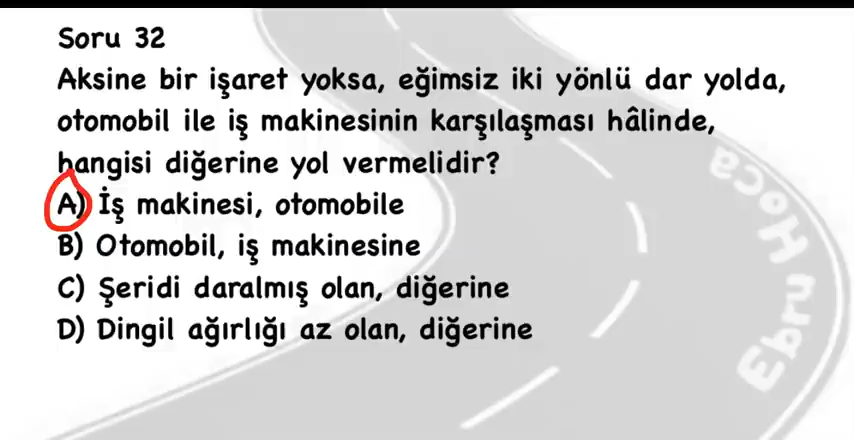 Soru 32
Aksine bir işaret yoksa, eğimsiz iki yönlü dar yolda,
otomobil ile iş makinesinin karşılaşması hâlinde,
hangisi diğerine yol vermelidir?
A) İş makinesi, otomobile
B) Otomobil, iş makinesine
C) Şeridi daralmış olan, diğerine
D) Dingil ağırlığı az olan, diğerine
Ebru Hoca